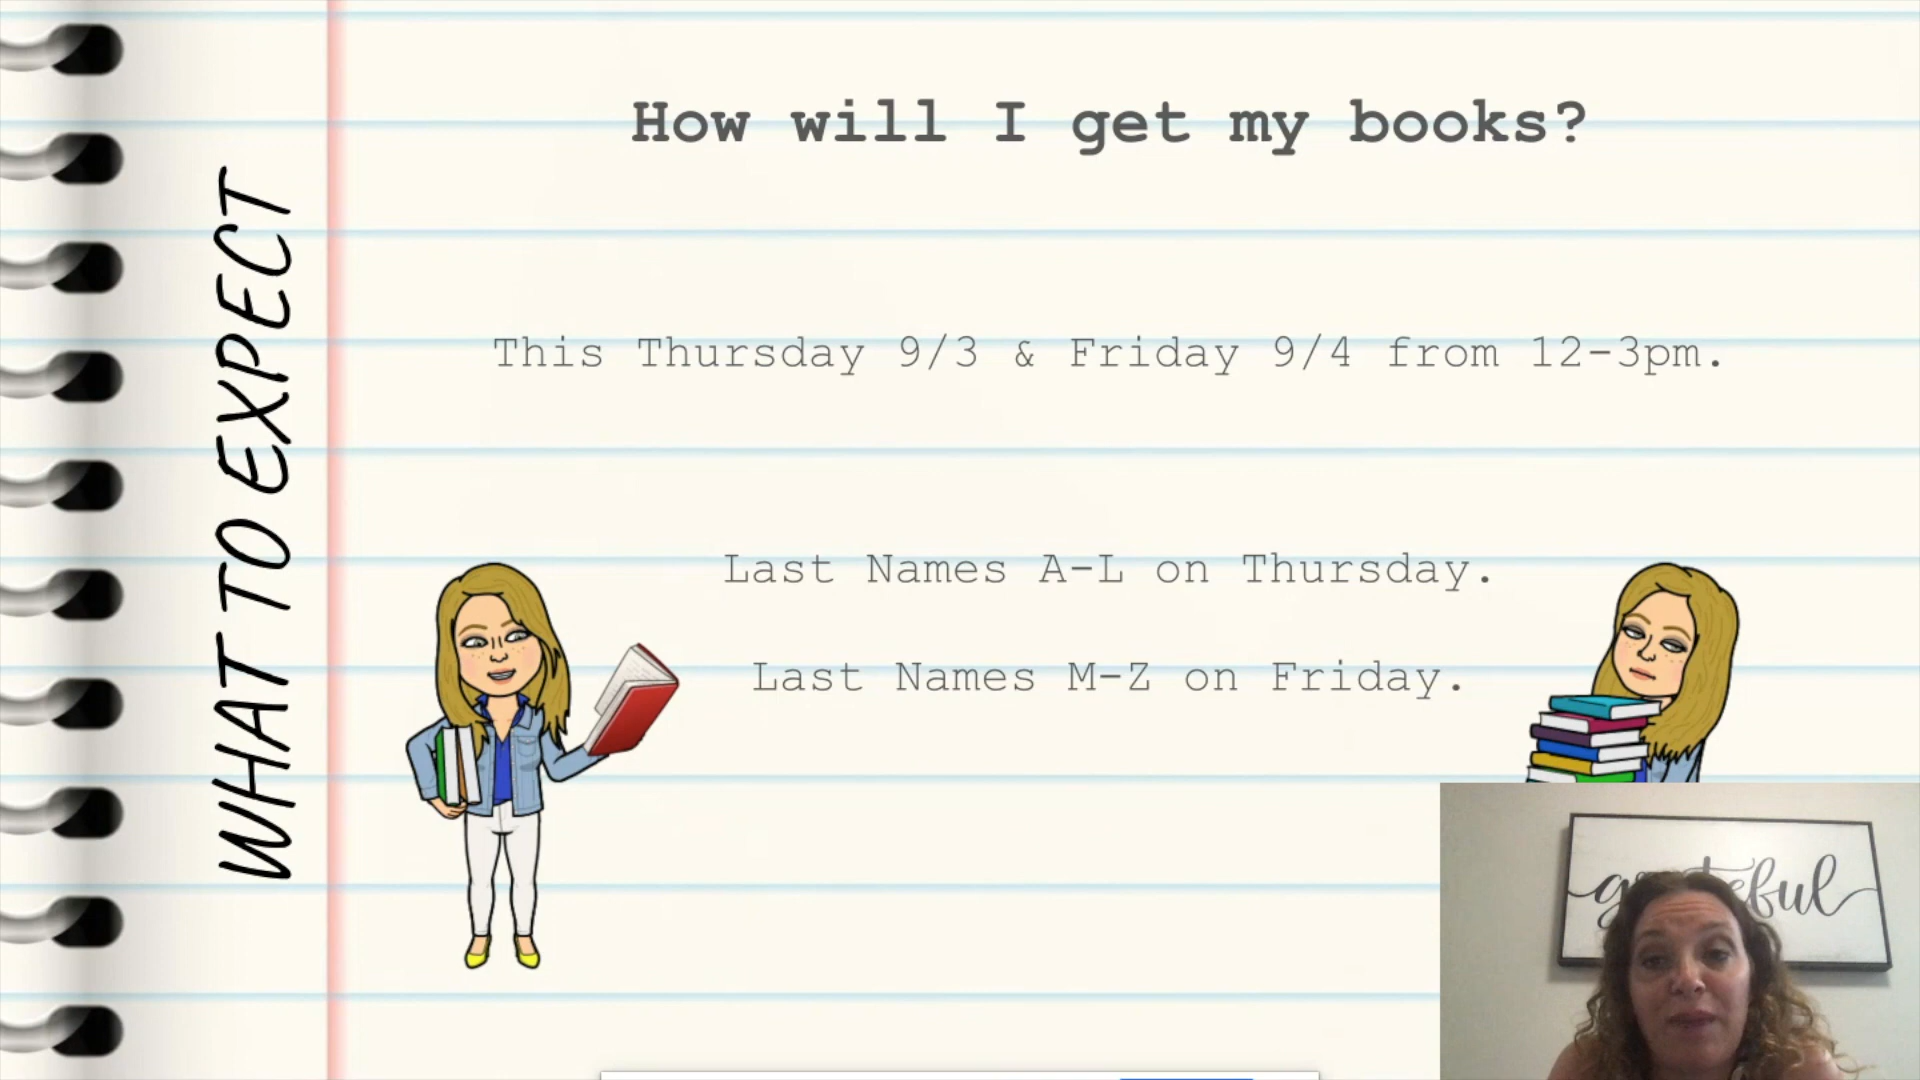 WHAT TO EXPECT
How will I get my books?
This Thursday 9/3 & Friday 9/4 from 12-3pm.
Last Names A-L on Thursday.
Last Names M-Z on Friday.
grateful